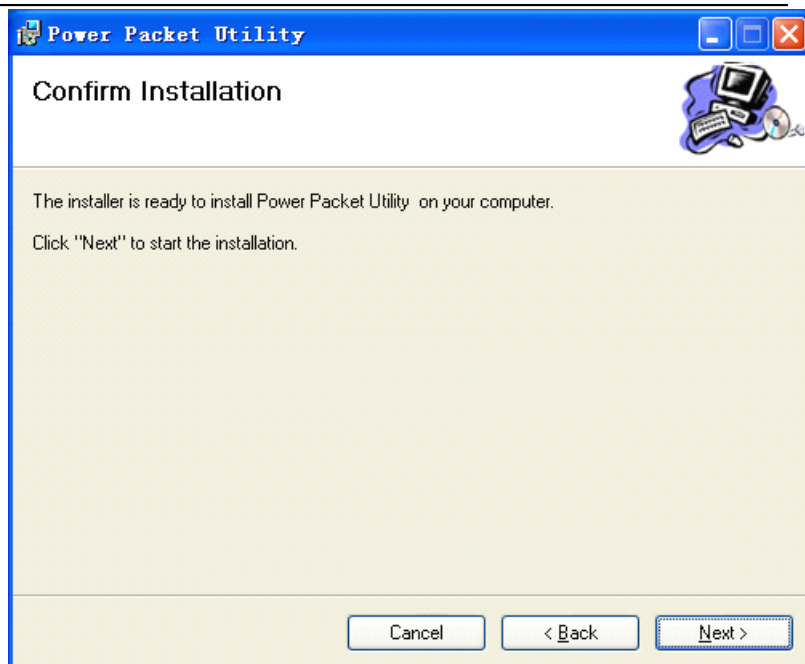 Power Packet Utility
Confirm Installation
The installer is ready to install Power Packet Utility  on your computer.
Click "Next" to start the installation.
Cancel
< Back
Next >